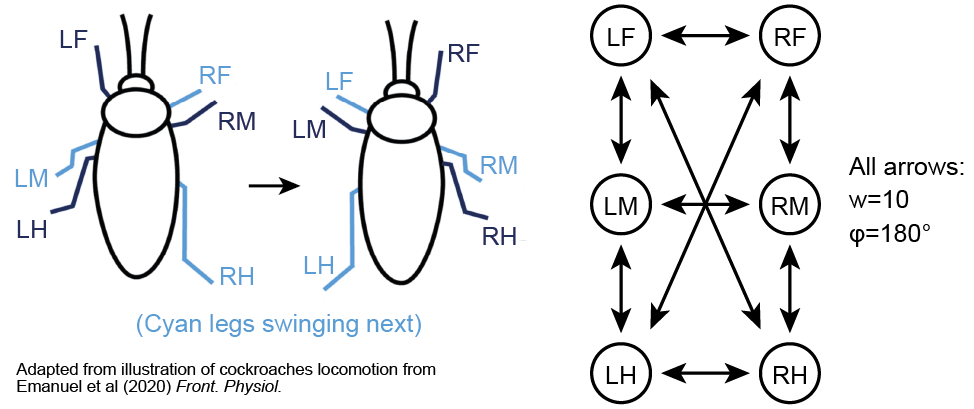 LF
RF
RM
LM
LH
RH
RF
LF
LM
RM
RH
LH
(Cyan legs swinging next)
Adapted from illustration of cockroaches locomotion from
Emanuel et al (2020) Front. Physiol.
LF RF
LM RM
LH RH
All arrows:
w=10
φ=180°